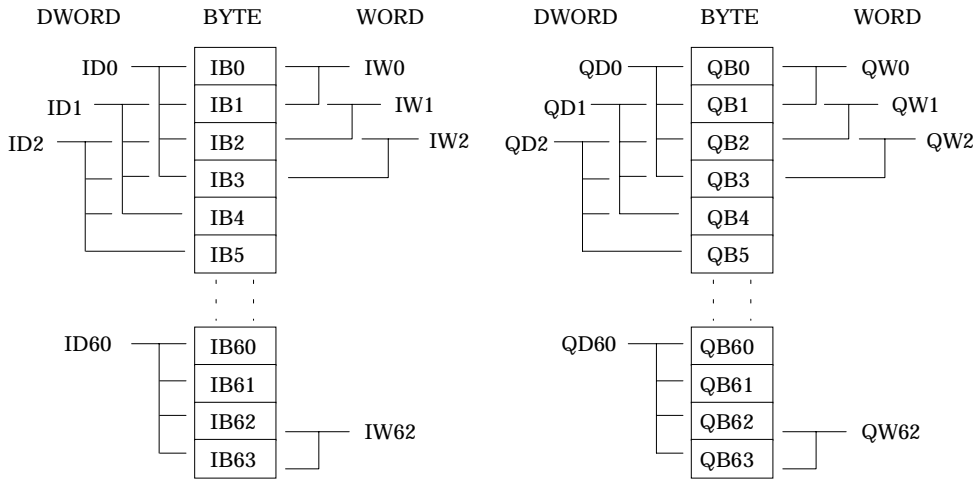 DWORD BYTE WORD DWORD BYTE WORD
ID0 IB0 IW0 QD0 QB0 QW0
ID1 IB1 IW1 QD1 QB1 QW1
ID2 IB2 IW2 QD2 QB2 QW2
IB3 QB3
IB4 QB4
IB5 QB5
ID60 IB60 QD60 QB60
IB61 QB61
IB62 IW62 QB62 QW62
IB63 QB63